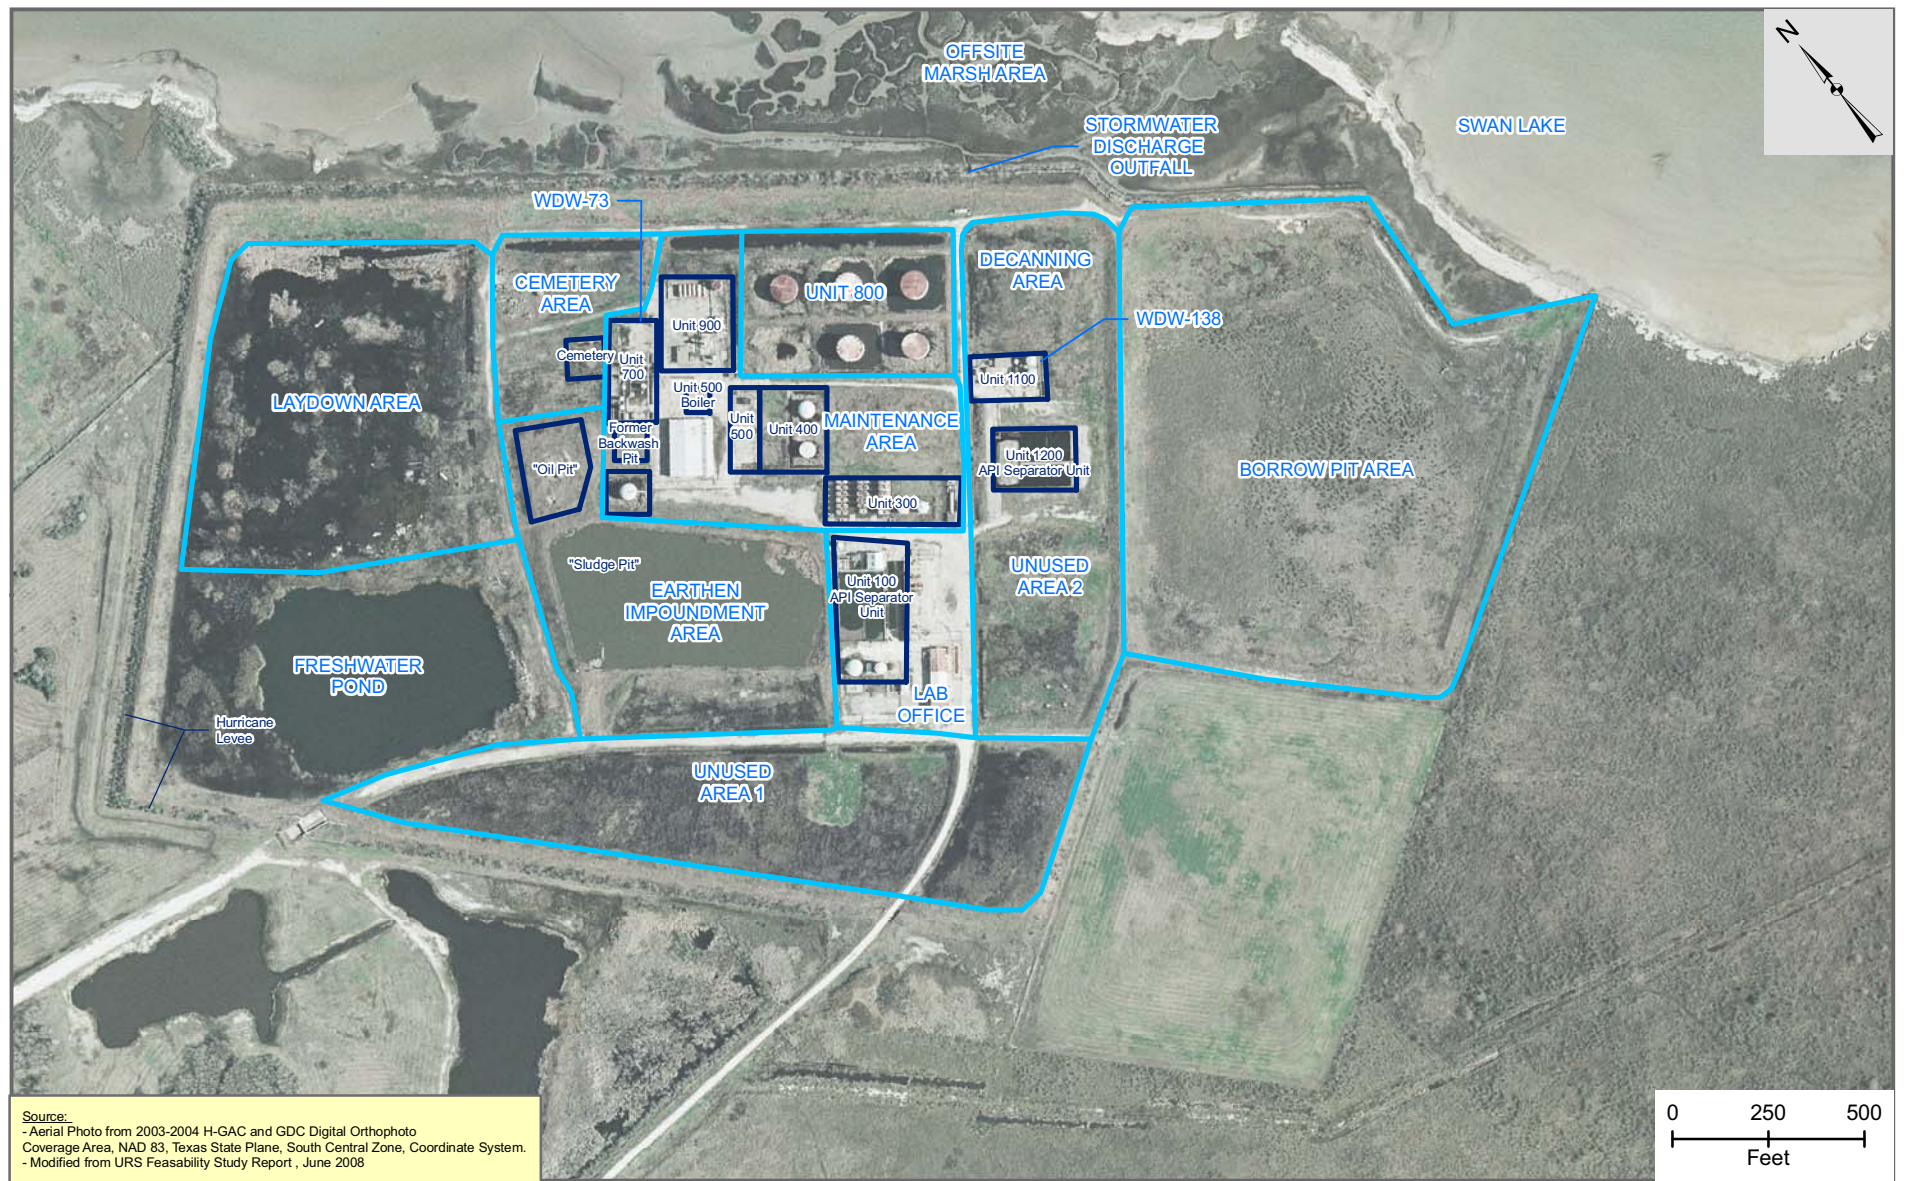 N
OFFSITE
MARSH AREA
STORMWATER
DISCHARGE
OUTFALL
SWAN LAKE
WDW-73
DECANNING
AREA
CEMETERY
AREA
UNIT 800
WDW-138
Unit 900
Cemetery
Unit
700
Unit 1100
Unit 500
Boiler
LAYDOWN AREA
Unit
500
Unit 400
MAINTENANCE
AREA
Former
Backwash
Pit
"Oil Pit"
Unit 1200
API Separator Unit
BORROW PIT AREA
Unit 300
"Sludge Pit"
EARTHEN
IMPOUNDMENT
AREA
Unit 100
API Separator
Unit
UNUSED
AREA 2
FRESHWATER
POND
LAB
OFFICE
Hurricane
Levee
UNUSED
AREA 1
Source:
- Aerial Photo from 2003-2004 H-GAC and GDC Digital Orthophoto
Coverage Area, NAD 83, Texas State Plane, South Central Zone, Coordinate System.
- Modified from URS Feasability Study Report , June 2008
0 250 500
Feet